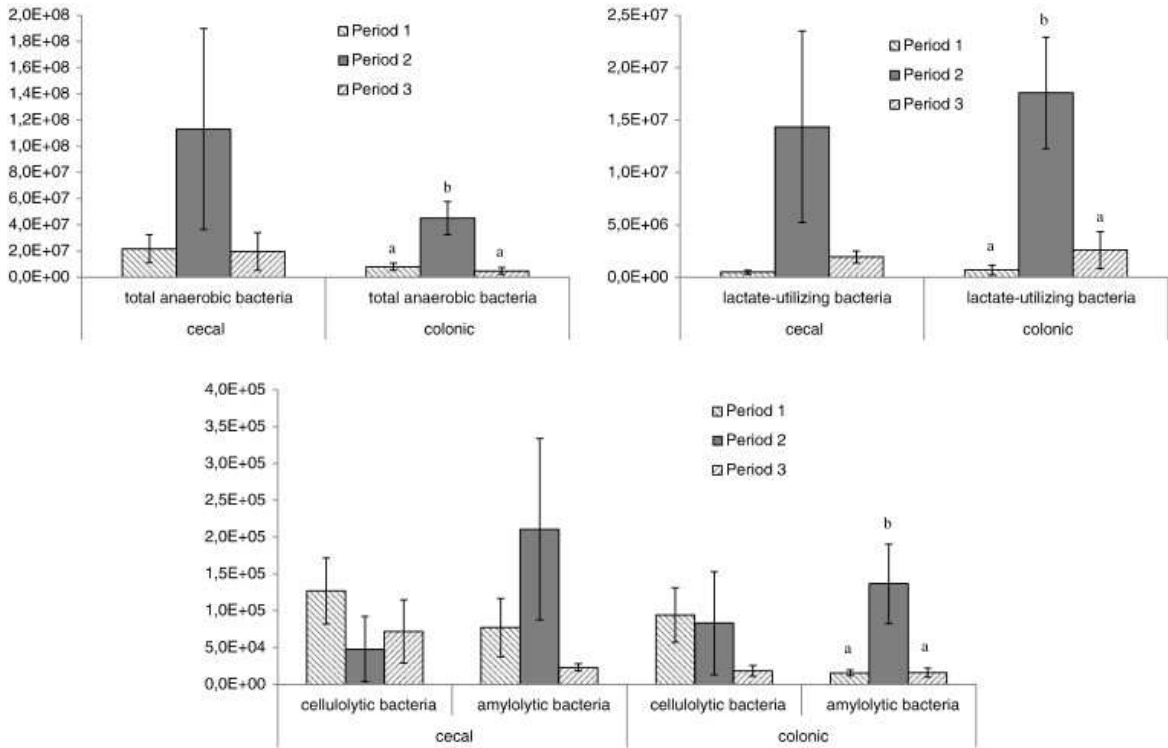 2,0E+08
1,8E+08
1,6E+08
1,4E+08
1,2E+08
1,0E+08
8,0E+07
6,0E+07
4,0E+07
2,0E+07
0,0E+00
Period 1
Period 2
Period 3
a
b
a
total anaerobic bacteria
total anaerobic bacteria
cecal
colonic
2,5E+07
2,0E+07
1,5E+07
1,0E+07
5,0E+06
0,0E+00
Period 1
Period 2
Period 3
a
b
a
lactate-utilizing bacteria
lactate-utilizing bacteria
cecal
colonic
4,0E+05
3,5E+05
3,0E+05
2,5E+05
2,0E+05
1,5E+05
1,0E+05
5,0E+04
0,0E+00
Period 1
Period 2
Period 3
a
b
a
cellulolytic bacteria
amylolytic bacteria
cellulolytic bacteria
amylolytic bacteria
cecal
colonic